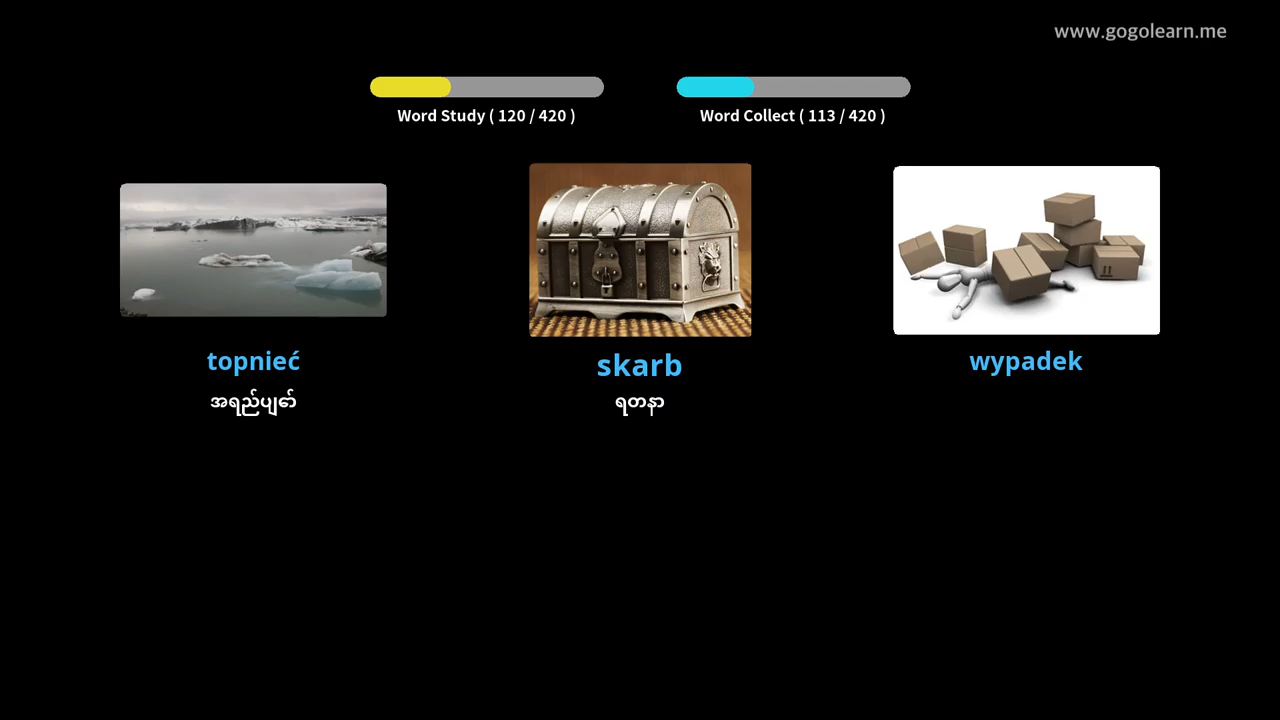 www.gogolearn.me
Word Study ( 120 / 420 )
Word Collect ( 113 / 420 )
topnieć
skarb
wypadek
အရည်ပျော်
ရတနာ